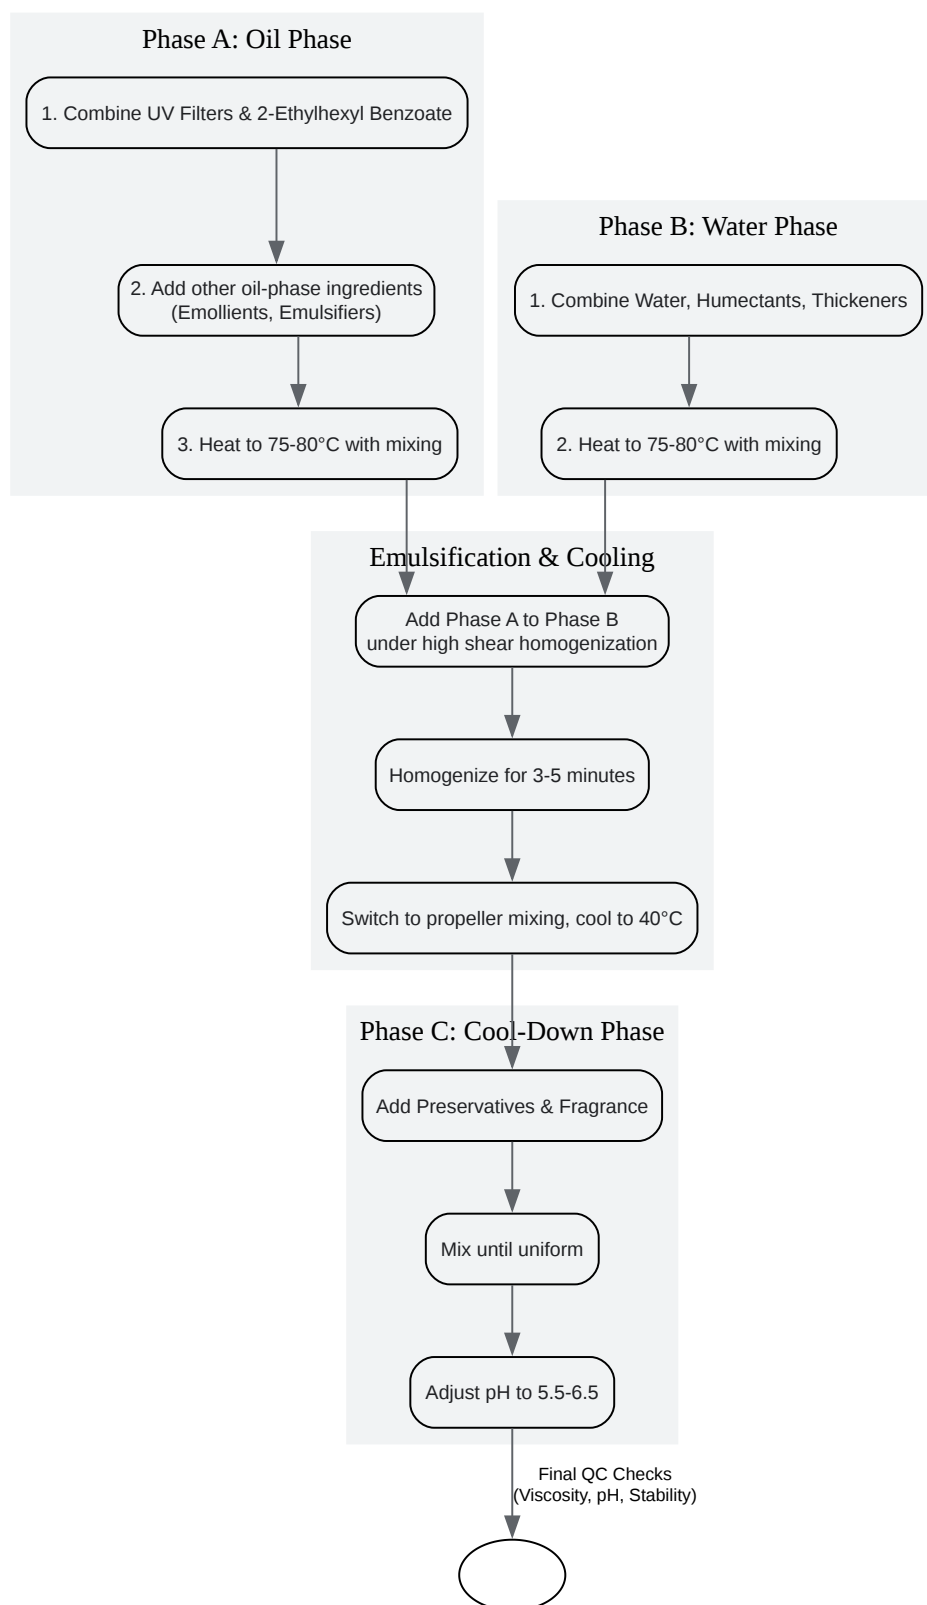 Phase A: Oil Phase
1. Combine UV Filters & 2-Ethylhexyl Benzoate
2. Add other oil-phase ingredients
(Emollients, Emulsifiers)
3. Heat to 75-80°C with mixing
Phase B: Water Phase
1. Combine Water, Humectants, Thickeners
2. Heat to 75-80°C with mixing
Emulsification & Cooling
Add Phase A to Phase B
under high shear homogenization
Homogenize for 3-5 minutes
Switch to propeller mixing, cool to 40°C
Phase C: Cool-Down Phase
Add Preservatives & Fragrance
Mix until uniform
Adjust pH to 5.5-6.5
Final QC Checks
(Viscosity, pH, Stability)